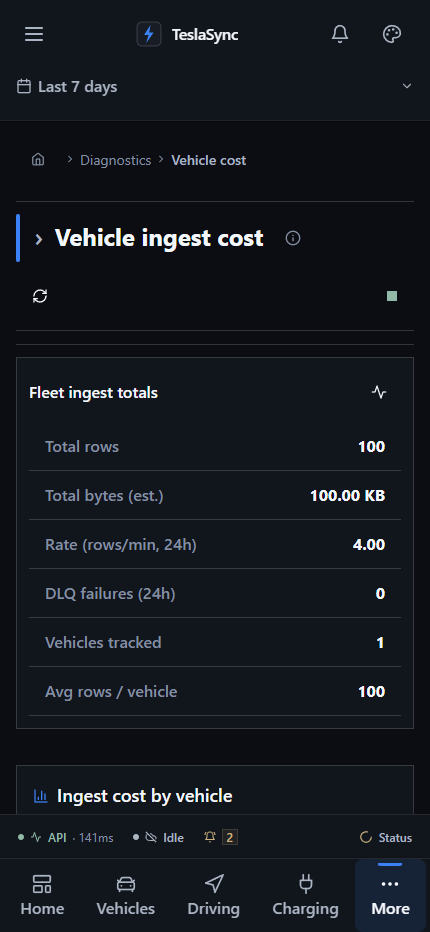 TeslaSync
Last 7 days
Diagnostics > Vehicle cost
Vehicle ingest cost
Fleet ingest totals
Total rows 100
Total bytes (est.) 100.00 KB
Rate (rows/min, 24h) 4.00
DLQ failures (24h) 0
Vehicles tracked 1
Avg rows / vehicle 100
Ingest cost by vehicle
API · 141ms Idle 2 Status
Home Vehicles Driving Charging More